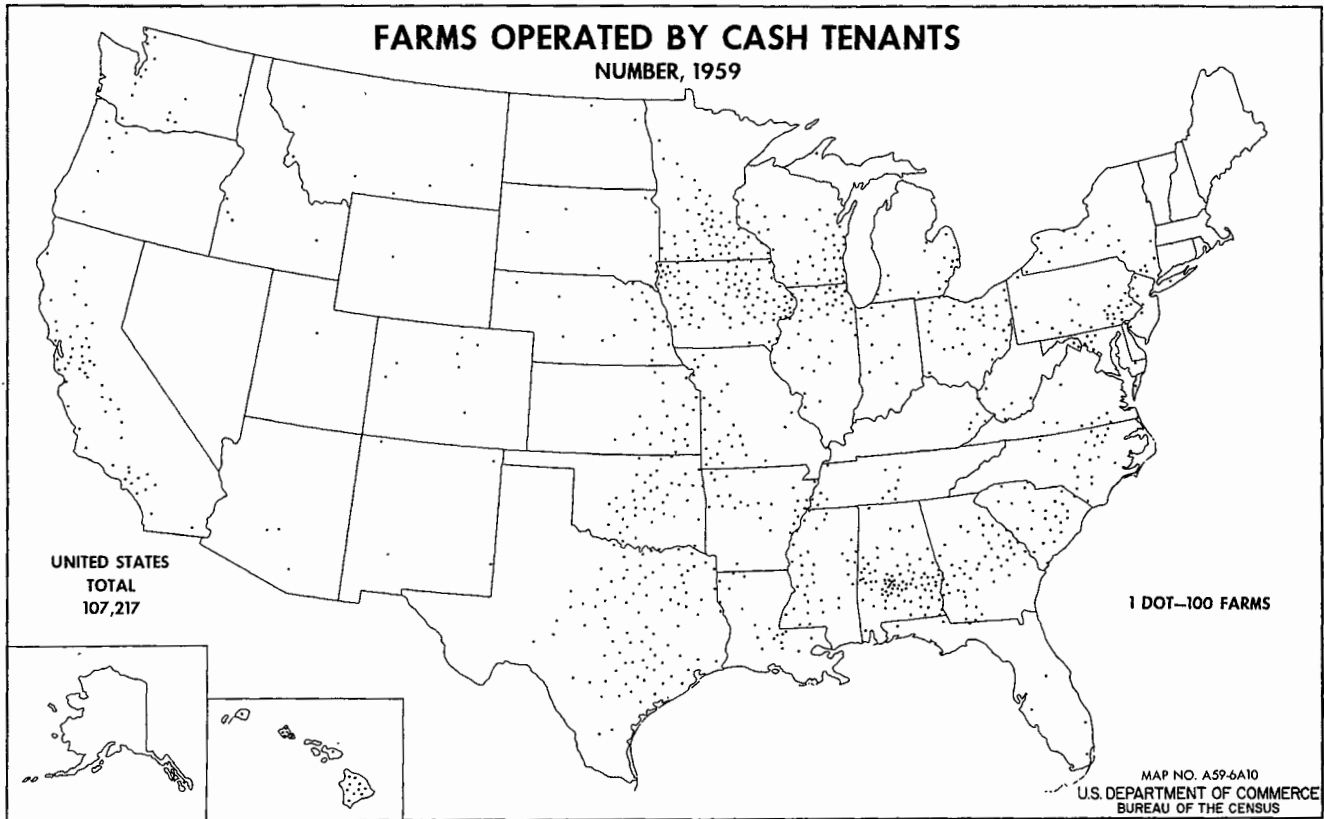 FARMS OPERATED BY CASH TENANTS
NUMBER, 1959
UNITED STATES
TOTAL
107,217
1 DOT—100 FARMS
MAP NO. A59-6A10
U.S. DEPARTMENT OF COMMERCE
BUREAU OF THE CENSUS